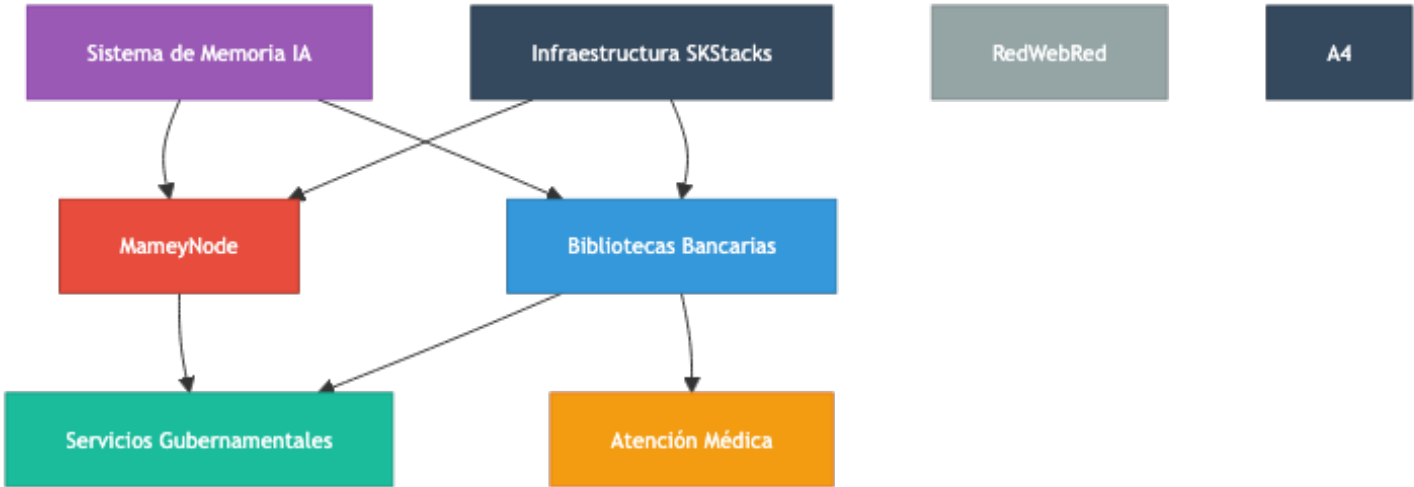 Sistema de Memoria IA
Infraestructura SKStacks
RedWebRed
A4
MameyNode
Bibliotecas Bancarias
Servicios Gubernamentales
Atención Médica